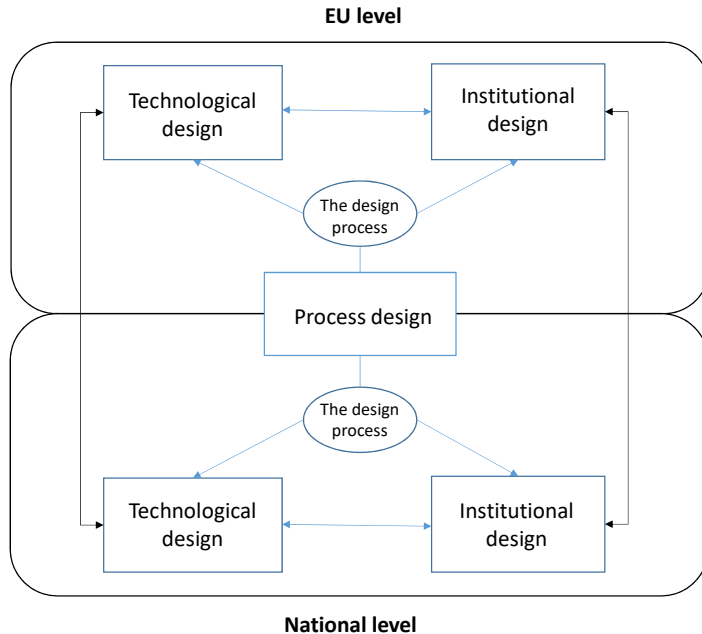 EU level
Technological
design
Institutional
design
The design
process
Process design
The design
process
Technological
design
Institutional
design
National level